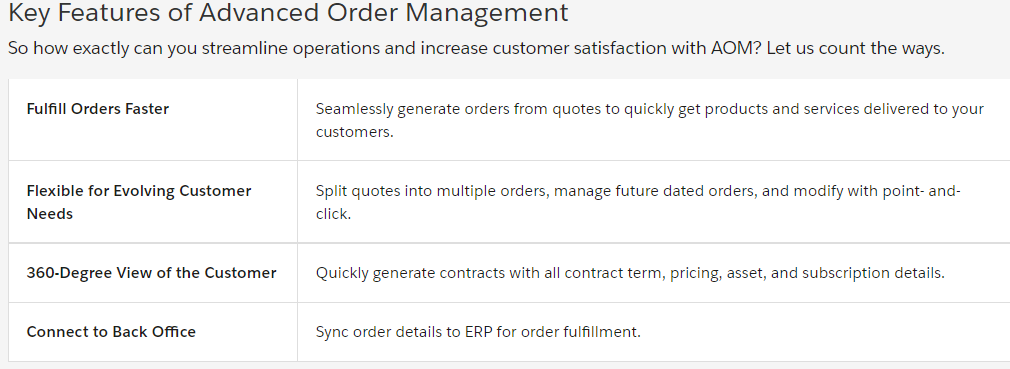 Key Features of Advanced Order Management
So how exactly can you streamline operations and increase customer satisfaction with AOM? Let us count the ways.
Fulfill Orders Faster
Seamlessly generate orders from quotes to quickly get products and services delivered to your
customers.
Flexible for Evolving Customer
Needs
Split quotes into multiple orders, manage future dated orders, and modify with point- and-
click.
360-Degree View of the Customer
Quickly generate contracts with all contract term, pricing, asset, and subscription details.
Connect to Back Office
Sync order details to ERP for order fulfillment.